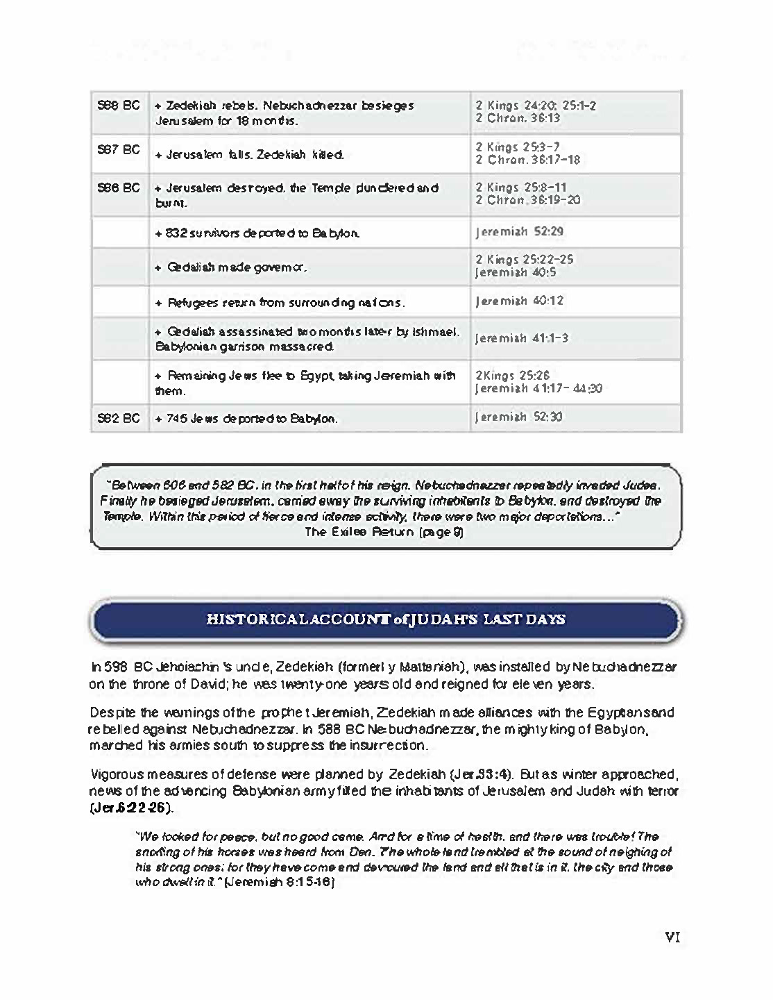 588 BC + Zedekiah rebels. Nebuchadnezzar besieges 2 Kings 24:20; 25:1-2
Jerusalem for 18 months. 2 Chron. 36:13
587 BC + Jerusalem falls. Zedekiah killed. 2 Kings 25:3-7
2 Chron. 36:17-18
586 BC + Jerusalem destroyed, the Temple plundered and 2 Kings 25:8-11
burnt. 2 Chron. 36:19-20
+ 832 survivors deported to Babylon. Jeremiah 52:29
+ Gedaliah made governor. 2 Kings 25:22-25
Jeremiah 40:5
+ Refugees return from surrounding nations. Jeremiah 40:12
+ Gedaliah assassinated two months later by Ishmael. Jeremiah 41:1-3
Babylonian garrison massacred.
+ Remaining Jews flee to Egypt, taking Jeremiah with 2Kings 25:26
them. Jeremiah 41:17- 44:30
582 BC + 745 Jews deported to Babylon. Jeremiah 52:30
"Between 606 and 582 BC, in the first half of his reign, Nebuchadnezzar repeatedly invaded Judea.
Finally he besieged Jerusalem, carried away the surviving inhabitants to Babylon, and destroyed the
Temple. Within this period of fierce and intense activity, there were two major deportations..."
The Exiles Return (page 9)
HISTORICAL ACCOUNT of JUDAH'S LAST DAYS
In 598 BC Jehoiachin's uncle, Zedekiah (formerly Mattaniah), was installed by Nebuchadnezzar
on the throne of David; he was twenty-one years old and reigned for eleven years.
Despite the warnings of the prophet Jeremiah, Zedekiah made alliances with the Egyptians and
rebelled against Nebuchadnezzar. In 588 BC Nebuchadnezzar, the mighty king of Babylon,
marched his armies south to suppress the insurrection.
Vigorous measures of defense were planned by Zedekiah (Jer.33:4). But as winter approached,
news of the advancing Babylonian army filled the inhabitants of Jerusalem and Judah with terror
(Jer.6:22-26).
"We looked for peace, but no good came. And for a time of health, and there was trouble! The
snorting of his horses was heard from Dan. The whole land trembled at the sound of neighing of
his strong ones; for they have come and devoured the land and all that is in it, the city and those
who dwell in it." [Jeremiah 8:15-16]
VI